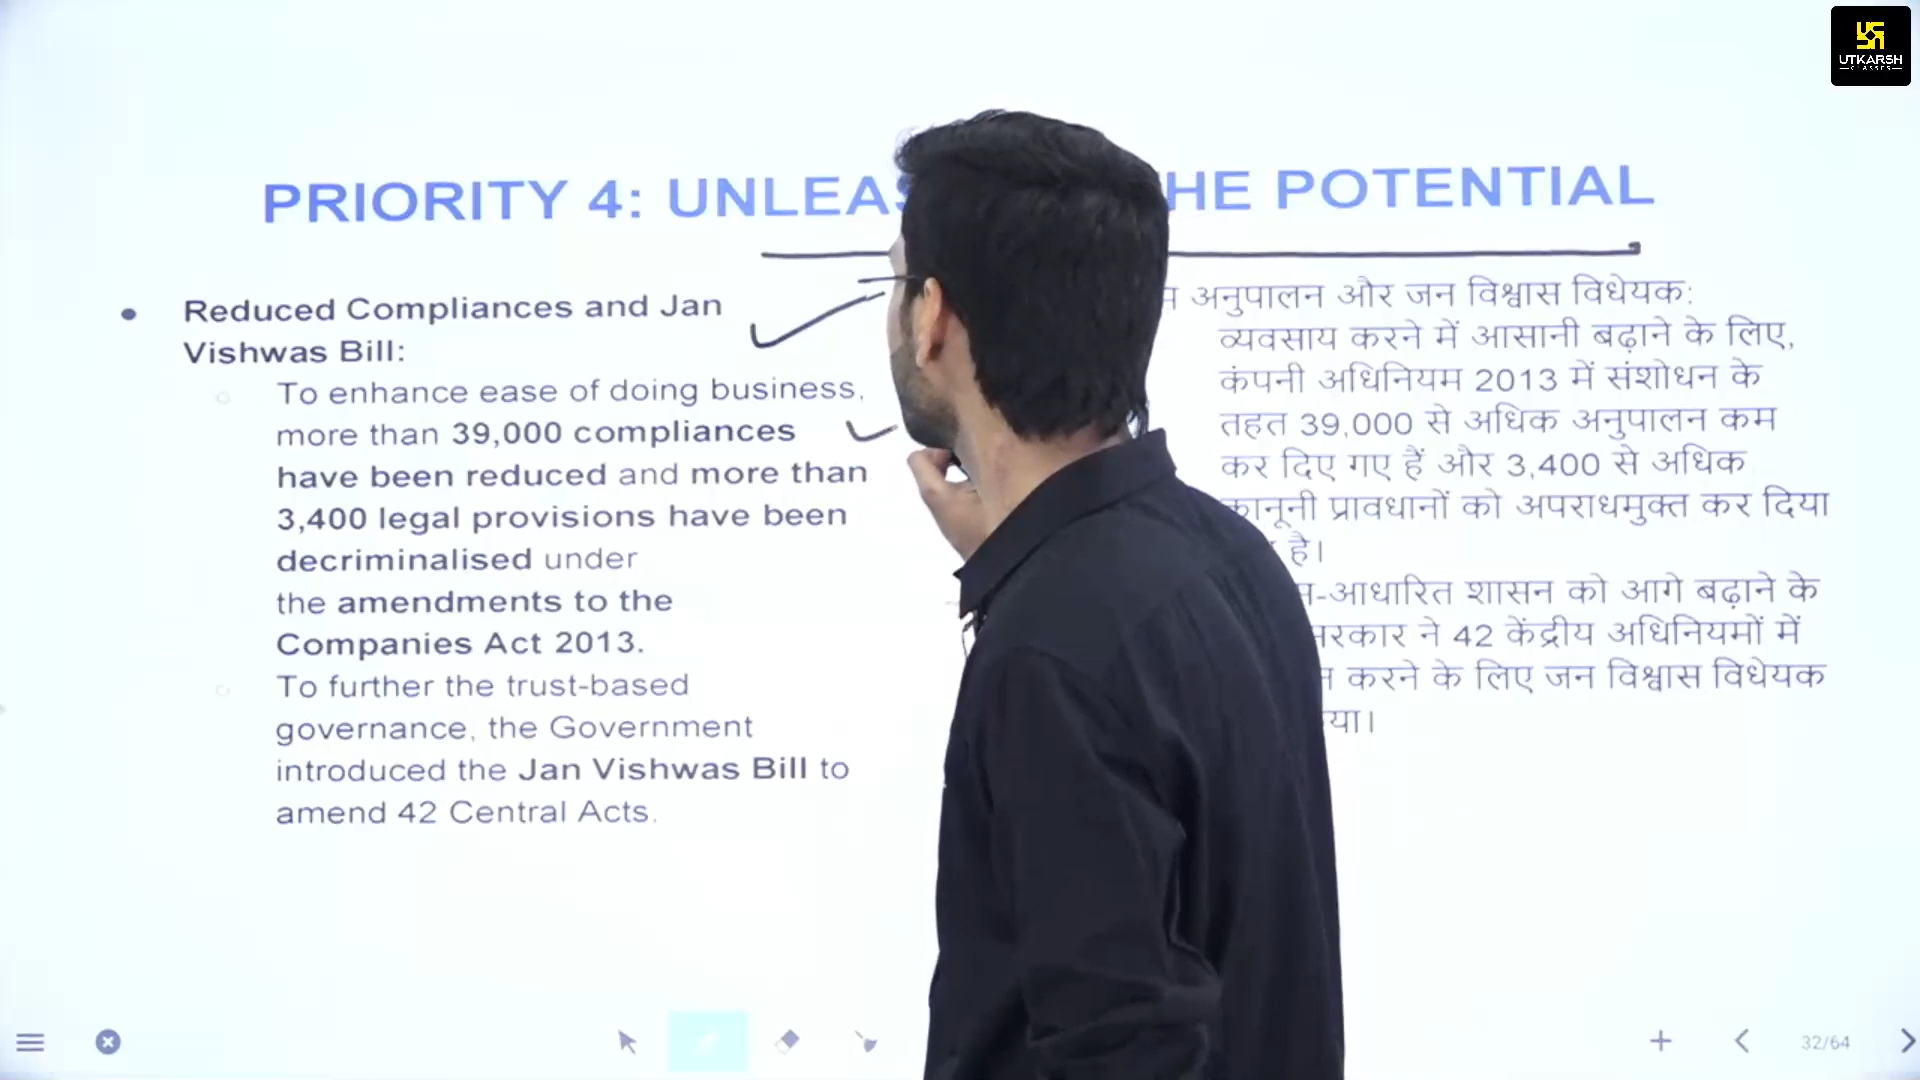 UTKARSH
CLASSES
PRIORITY 4: HE POTENTIAL
Reduced Compliances and Jan
Vishwas Bill:
To enhance ease of doing business,
more than 39,000 compliances
have been reduced and more than
3,400 legal provisions have been
decriminalised under
the amendments to the
Companies Act 2013.
To further the trust-based
governance, the Government
introduced the Jan Vishwas Bill to
amend 42 Central Acts.
अनुपालन और जन विश्वास विधेयक:
व्यवसाय करने में आसानी बढ़ाने के लिए,
कंपनी अधिनियम 2013 में संशोधन के
तहत 39,000 से अधिक अनुपालन कम
कर दिए गए हैं और 3,400 से अधिक
कानूनी प्रावधानों को अपराधमुक्त कर दिया
है।
-आधारित शासन को आगे बढ़ाने के
ने 42 केंद्रीय अधिनियमों में
करने के लिए जन विश्वास विधेयक
32/64